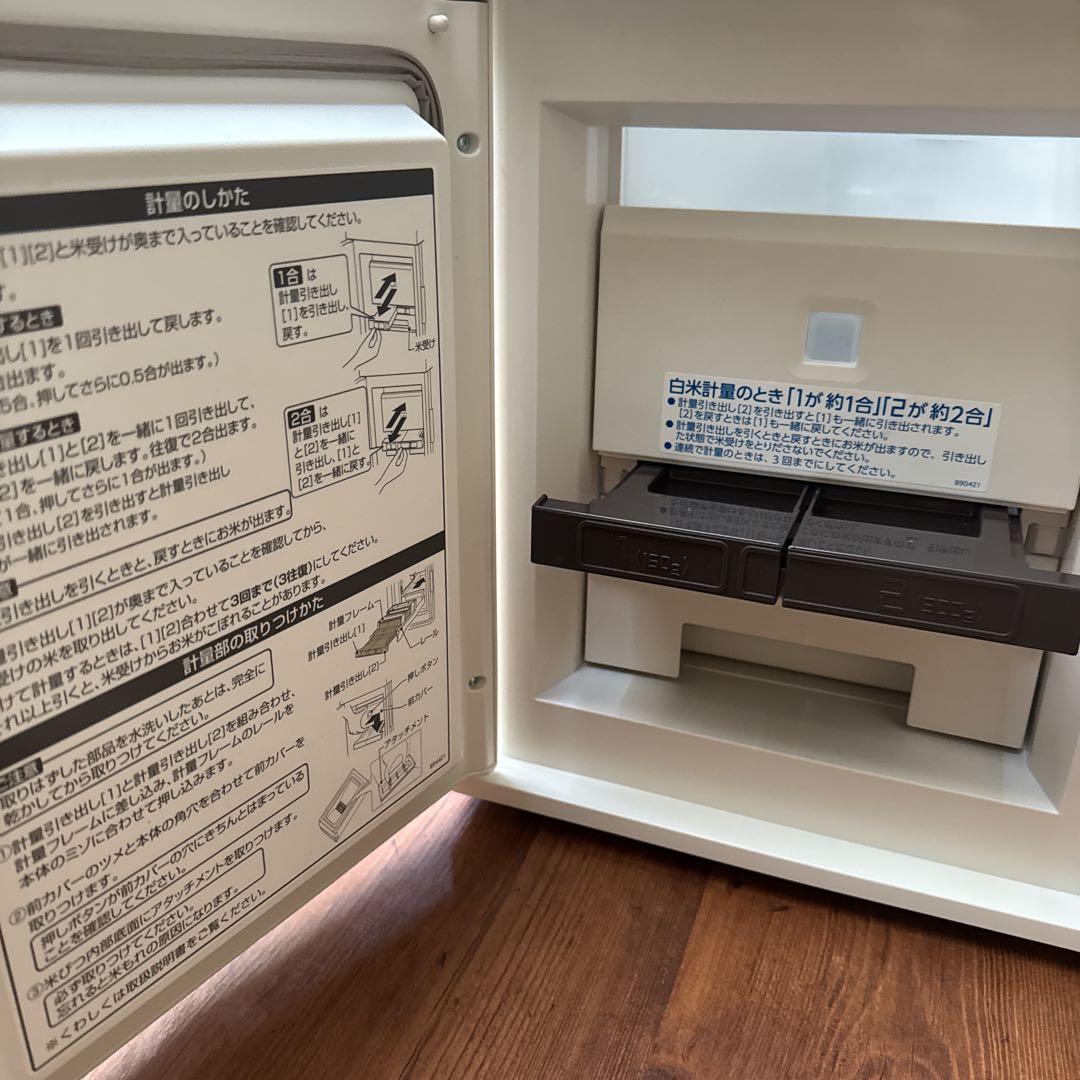 計量のしかた
[1][2]と米受けが奥まで入っていることを確認してください。
す。
するとき
出し[1]を1回引き出して戻します。
合出ます。
5合、押してさらに0.5合が出ます。)
1合 は
計量引き出し
[1]を引き出し、
戻す。
米受け
量するとき
き出し[1]と[2]を一緒に1回引き出して、
[2]を一緒に戻します。往復で2合出ます。
1合、押してさらに1合が出ます。)
引き出し[2]を引き出すと計量引き出し
が一緒に引き出されます。
2合 は
計量引き出し[1]
と[2]を一緒に
引き出し、[1]と
[2]を一緒に戻す。
引き出しを引くときと、戻すときにお米が出ます。
引き出し[1][2]が奥まで入っていることを確認してから、
受けの米を取り出してください。
けて計量するときは、[1][2]合わせて3回まで(3往復)にしてください。
れ以上引くと、米受けからお米がこぼれることがあります。
計量部の取りつけかた
ご注意
取りはずした部品を水洗いしたあとは、完全に
乾かしてから取りつけてください。
①計量引き出し[1]と計量引き出し[2]を組み合わせ、
計量フレームに差し込み、計量フレームのレールを
本体のミゾに合わせて押し込みます。
②前カバーのツメと本体の角穴を合わせて前カバーを
取りつけます。
押しボタンが前カバーの穴にきちんとはまっている
ことを確認してください。
③米びつ内部底面にアタッチメントを取りつけます。
必ず取りつけてください。
忘れると米もれの原因になります。
※くわしくは取扱説明書をご覧ください。
計量フレーム
計量引き出し[1]
レール
計量引き出し[2]
押しボタン
前カバー
アタッチメント
B904Z1
白米計量のとき「1が約1合」「2が約2合」
●計量引き出し[2]を引き出すと[1]も一緒に引き出されます。
[2]を戻すときは[1]も一緒に戻してください。
●計量引き出しを引くときと戻すときにお米が出ますので、引き出し
た状態で米受けをとりださないでください。
●連続で計量のときは、3回までにしてください。
B904Z1
1(150g)
2(300g)